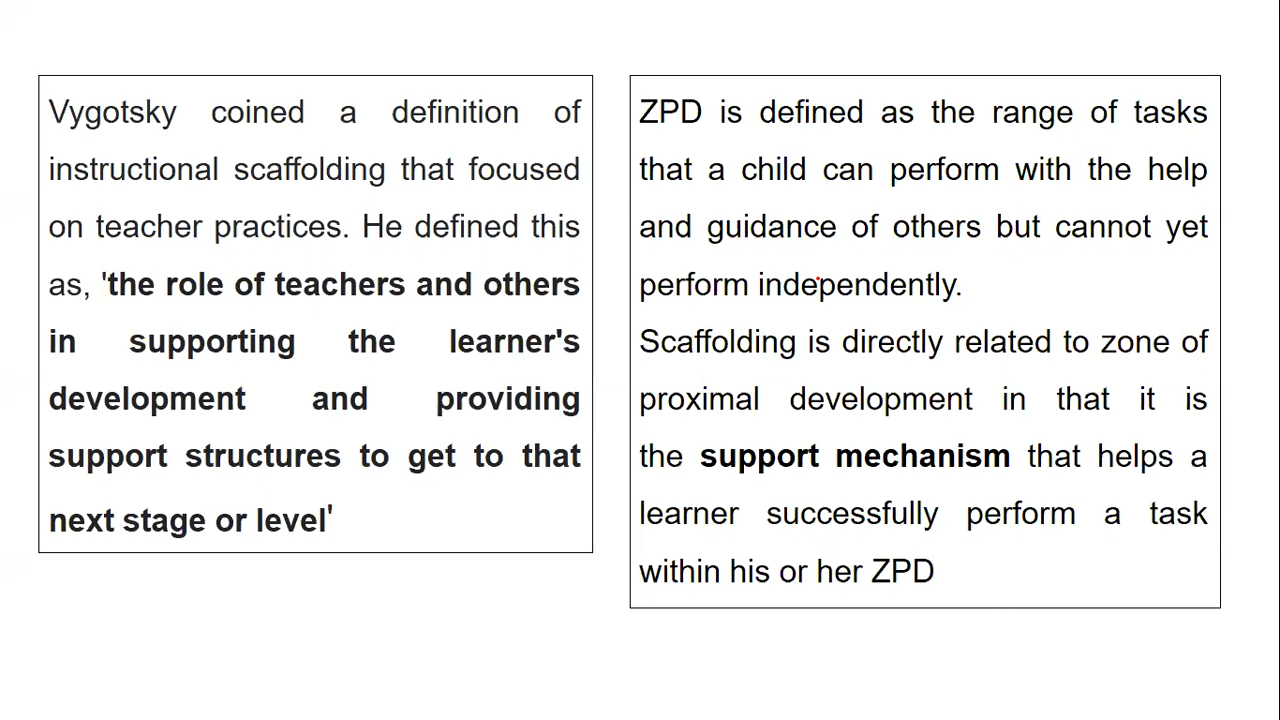 Vygotsky coined a definition of
instructional scaffolding that focused
on teacher practices. He defined this
as, 'the role of teachers and others
in supporting the learner's
development and providing
support structures to get to that
next stage or level'
ZPD is defined as the range of tasks
that a child can perform with the help
and guidance of others but cannot yet
perform independently.
Scaffolding is directly related to zone of
proximal development in that it is
the support mechanism that helps a
learner successfully perform a task
within his or her ZPD